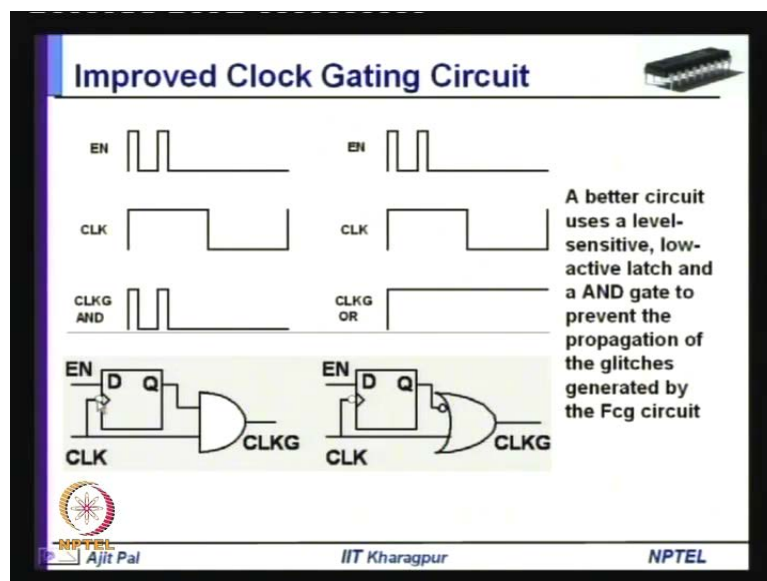 Improved Clock Gating Circuit
EN
CLK
CLKG
AND
EN
CLK
CLKG
OR
A better circuit
uses a level-
sensitive, low-
active latch and
a AND gate to
prevent the
propagation of
the glitches
generated by
the Fcg circuit
EN
D Q
CLK
CLKG
EN
D Q
CLK
CLKG
NPTEL
Ajit Pal
IIT Kharagpur
NPTEL